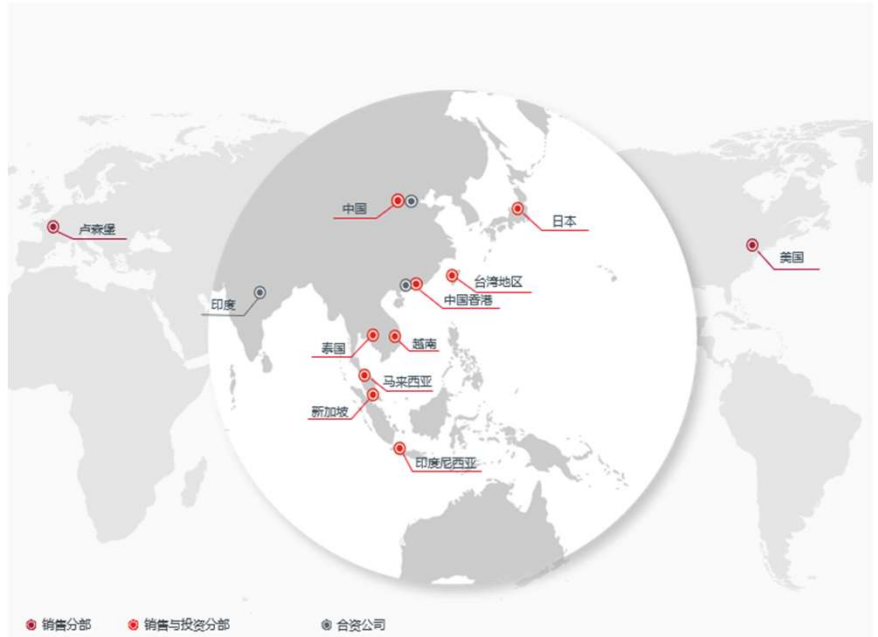 中国
日本
卢森堡
美国
台湾地区
印度
中国香港
泰国
越南
马来西亚
新加坡
印度尼西亚
销售分部
销售与投资分部
合资公司